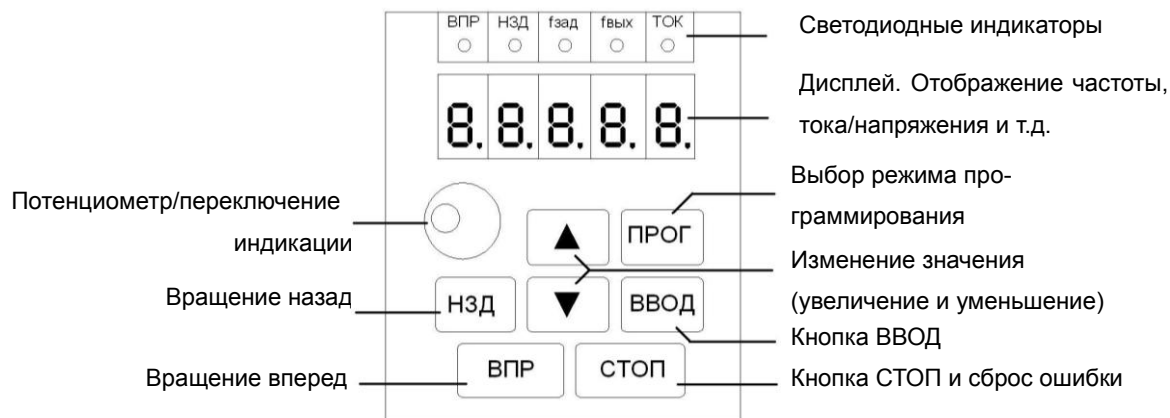 ВПР НЗД fзад fвых ТОК
Светодиодные индикаторы
8. 8. 8. 8. 8.
Дисплей. Отображение частоты,
тока/напряжения и т.д.
Выбор режима про-
граммирования
Потенциометр/переключение
индикации
▲ ПРОГ
Изменение значения
(увеличение и уменьшение)
Вращение назад
НЗД ▼ ВВОД
Кнопка ВВОД
Вращение вперед
ВПР СТОП
Кнопка СТОП и сброс ошибки